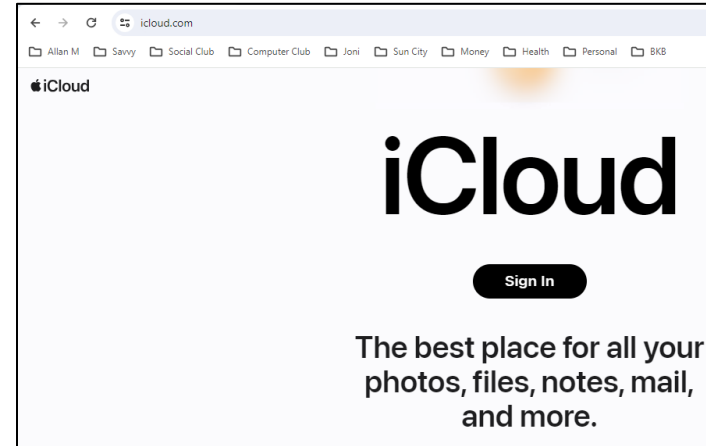 icloud.com
Allan M Savvy Social Club Computer Club Joni Sun City Money Health Personal BKB
iCloud
iCloud
Sign In
The best place for all your
photos, files, notes, mail,
and more.